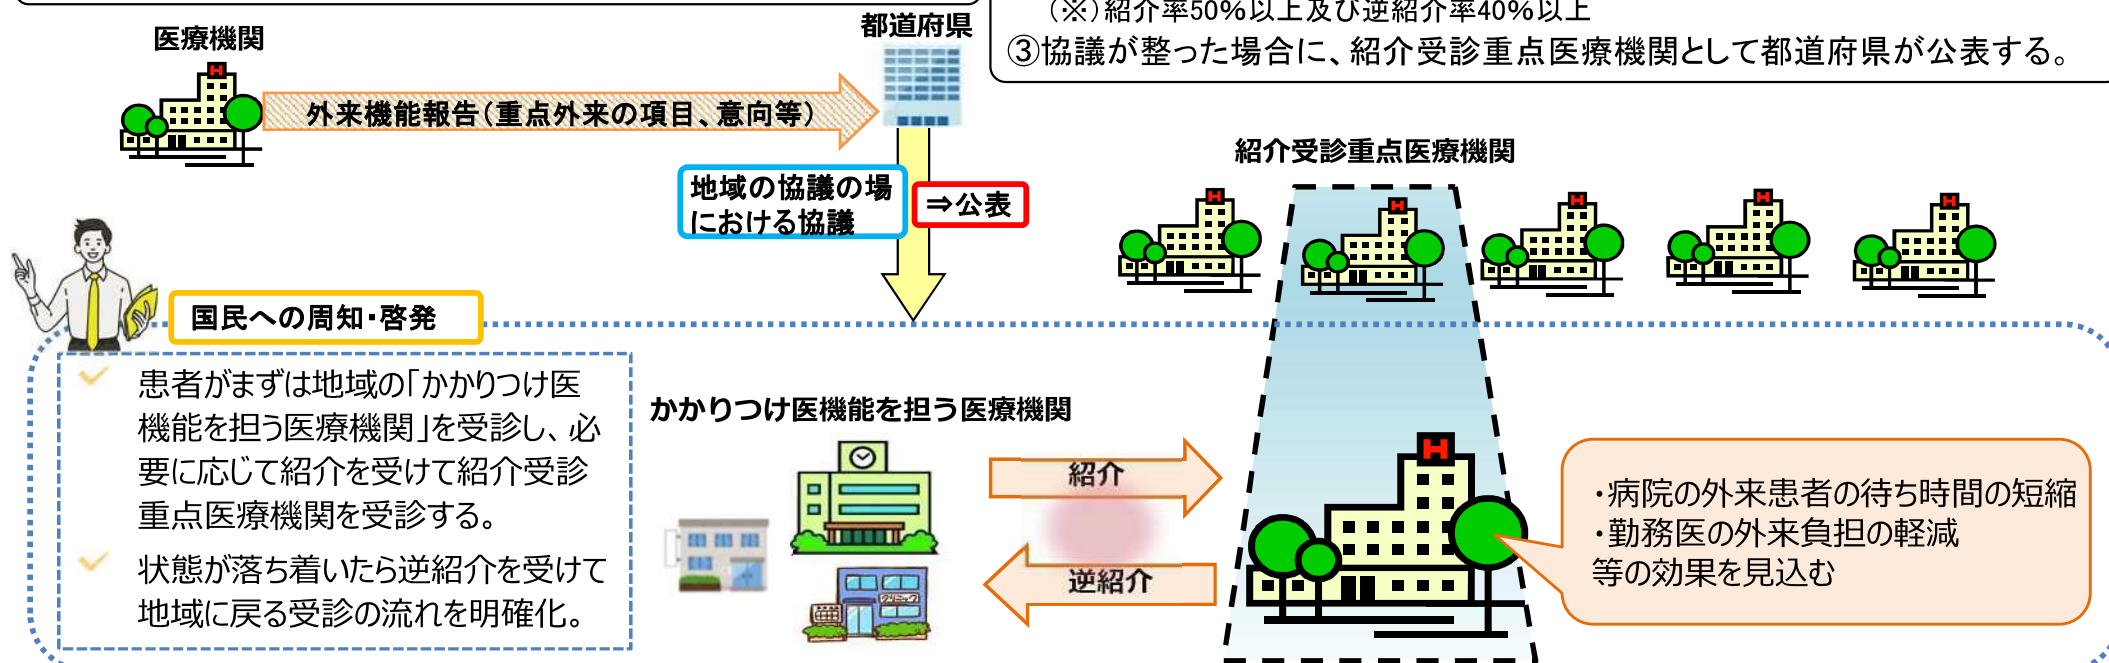 (※)紹介率50%以上及び逆紹介率40%以上
③協議が整った場合に、紹介受診重点医療機関として都道府県が公表する。
医療機関
都道府県
外来機能報告(重点外来の項目、意向等)
地域の協議の場
における協議
⇒公表
紹介受診重点医療機関
国民への周知・啓発
患者がまずは地域の「かかりつけ医
機能を担う医療機関」を受診し、必
要に応じて紹介を受けて紹介受診
重点医療機関を受診する。
状態が落ち着いたら逆紹介を受けて
地域に戻る受診の流れを明確化。
かかりつけ医機能を担う医療機関
クリニック
紹介
逆紹介
・病院の外来患者の待ち時間の短縮
・勤務医の外来負担の軽減
等の効果を見込む
H
H
H
H
H
H
H